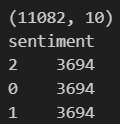 (11082, 10)
sentiment
2    3694
0    3694
1    3694